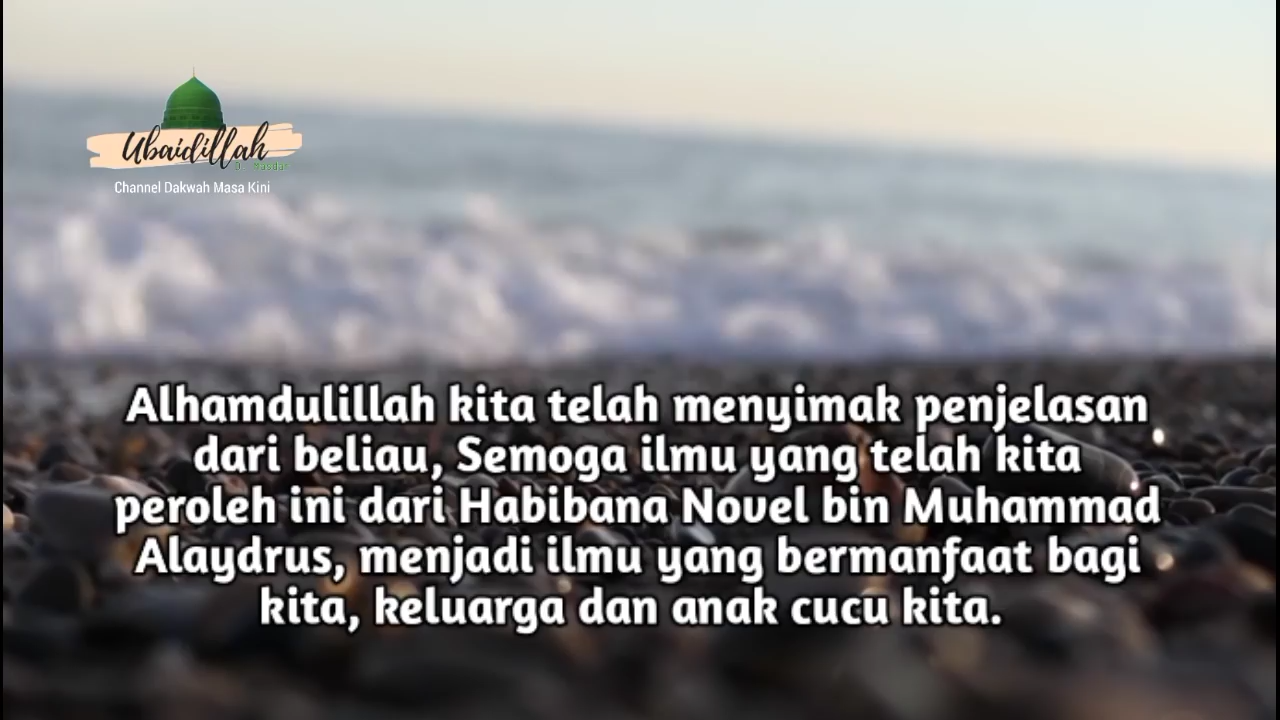 Ubaidillah
Channel Dakwah Masa Kini
Alhamdulillah kita telah menyimak penjelasan
dari beliau, Semoga ilmu yang telah kita
peroleh ini dari Habibana Novel bin Muhammad
Alaydrus, menjadi ilmu yang bermanfaat bagi
kita, keluarga dan anak cucu kita.